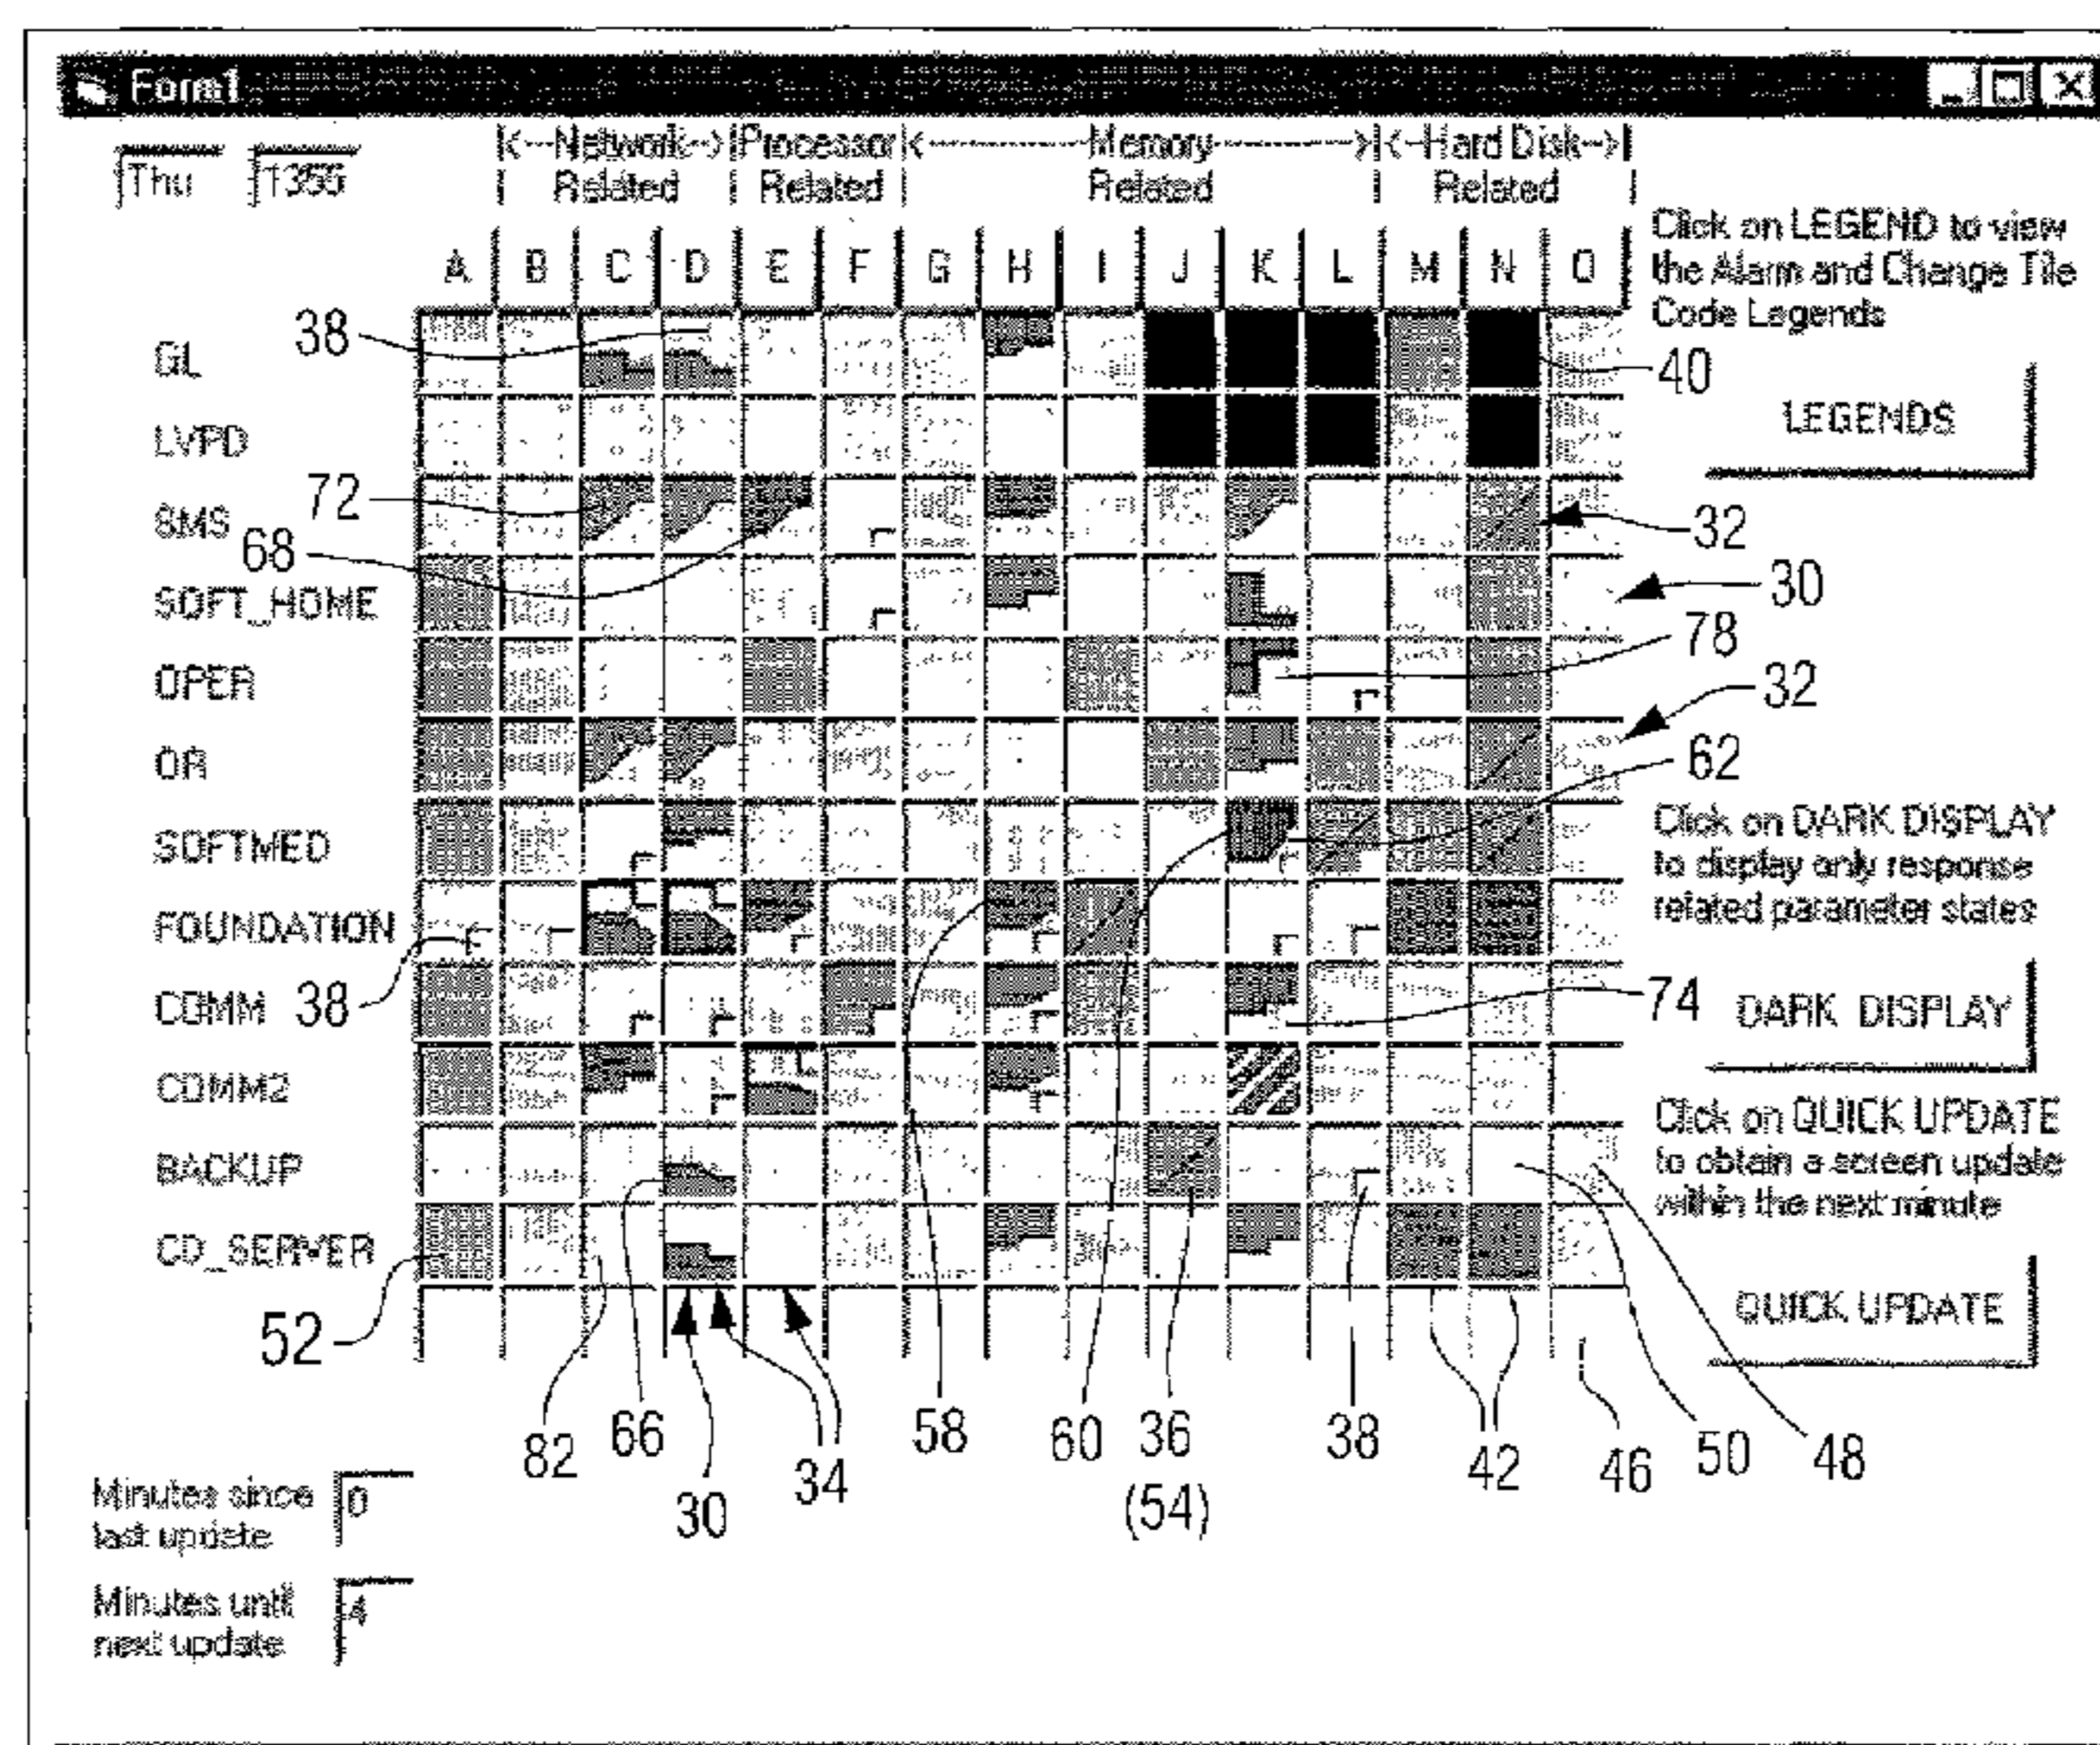 Form1
Thu 1355
|<--Network-->|Processor|<--------Memory--------->|<-Hard Disk->|
| Related | Related | Related | Related |
Click on LEGEND to view
the Alarm and Change Tile
Code Legends
A B C D E F G H I J K L M N O
38
GL
40
LEGENDS
LVPD
72
SMS
32
68
SOFT_HOME
30
78
OPER
32
OR
62
Click on DARK DISPLAY
to display only response
related parameter states
SOFTMED
FOUNDATION
COMM
38
74
DARK DISPLAY
COMM2
Click on QUICK UPDATE
to obtain a screen update
within the next minute
BACKUP
CD_SERVER
52
QUICK UPDATE
82 66 30 34 58 60 36 (54) 38 42 46 50 48
Minutes since
last update
0
Minutes until
next update
4